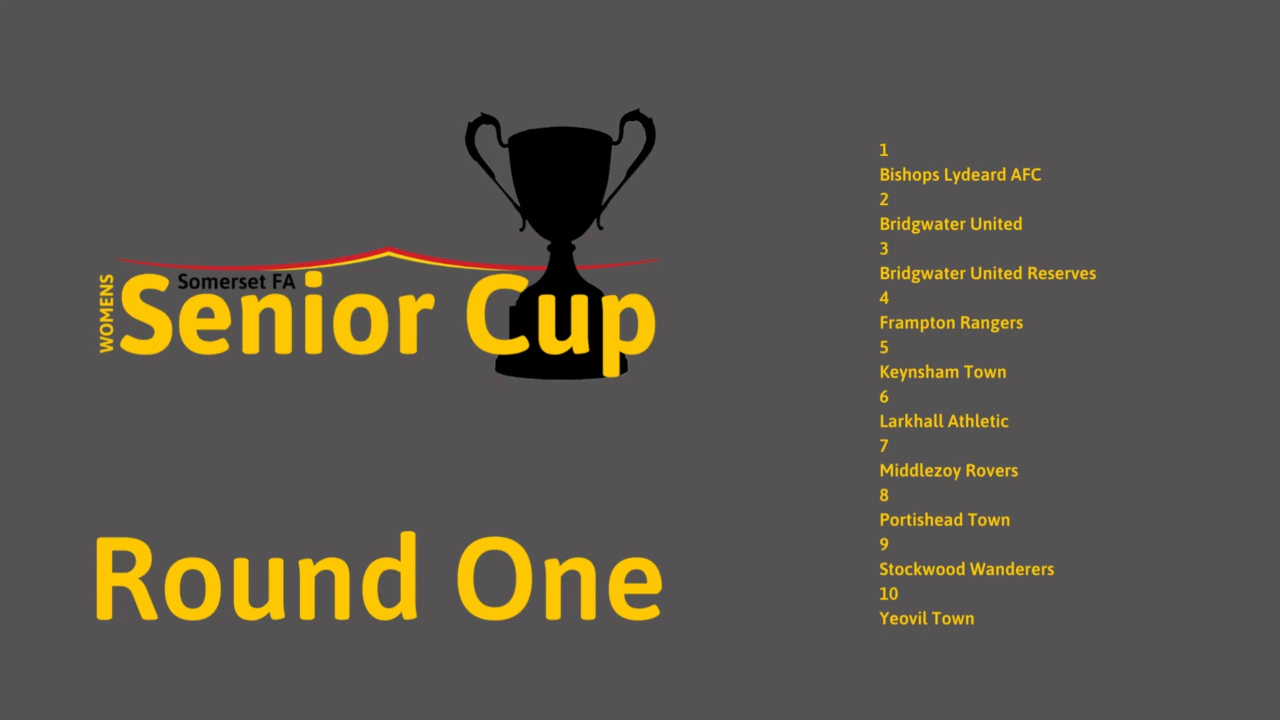 WOMENS
Somerset FA
Senior Cup
Round One
1
Bishops Lydeard AFC
2
Bridgwater United
3
Bridgwater United Reserves
4
Frampton Rangers
5
Keynsham Town
6
Larkhall Athletic
7
Middlezoy Rovers
8
Portishead Town
9
Stockwood Wanderers
10
Yeovil Town